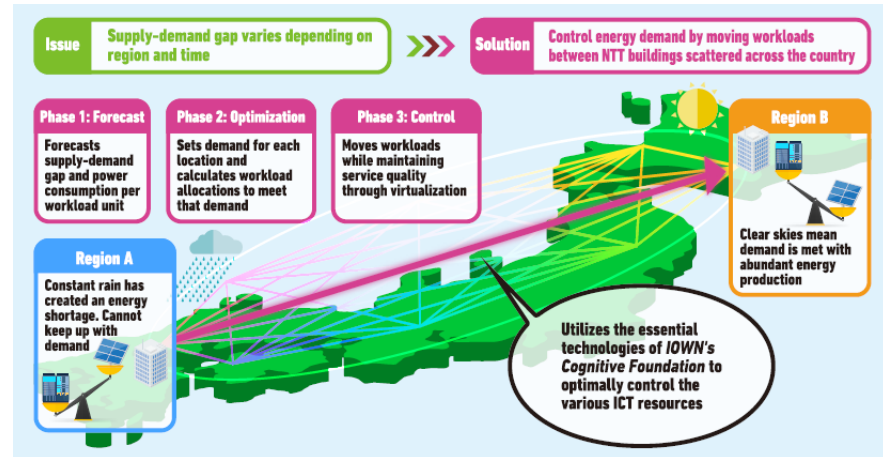 Issue
Supply-demand gap varies depending on
region and time
Solution
Control energy demand by moving workloads
between NTT buildings scattered across the country
Phase 1: Forecast
Forecasts
supply-demand
gap and power
consumption per
workload unit
Phase 2: Optimization
Sets demand for each
location and
calculates workload
allocations to meet
that demand
Phase 3: Control
Moves workloads
while maintaining
service quality
through virtualization
Region B
Clear skies mean
demand is met with
abundant energy
production
Region A
Constant rain has
created an energy
shortage. Cannot
keep up with
demand
Utilizes the essential
technologies of IOWN's
Cognitive Foundation to
optimally control the
various ICT resources